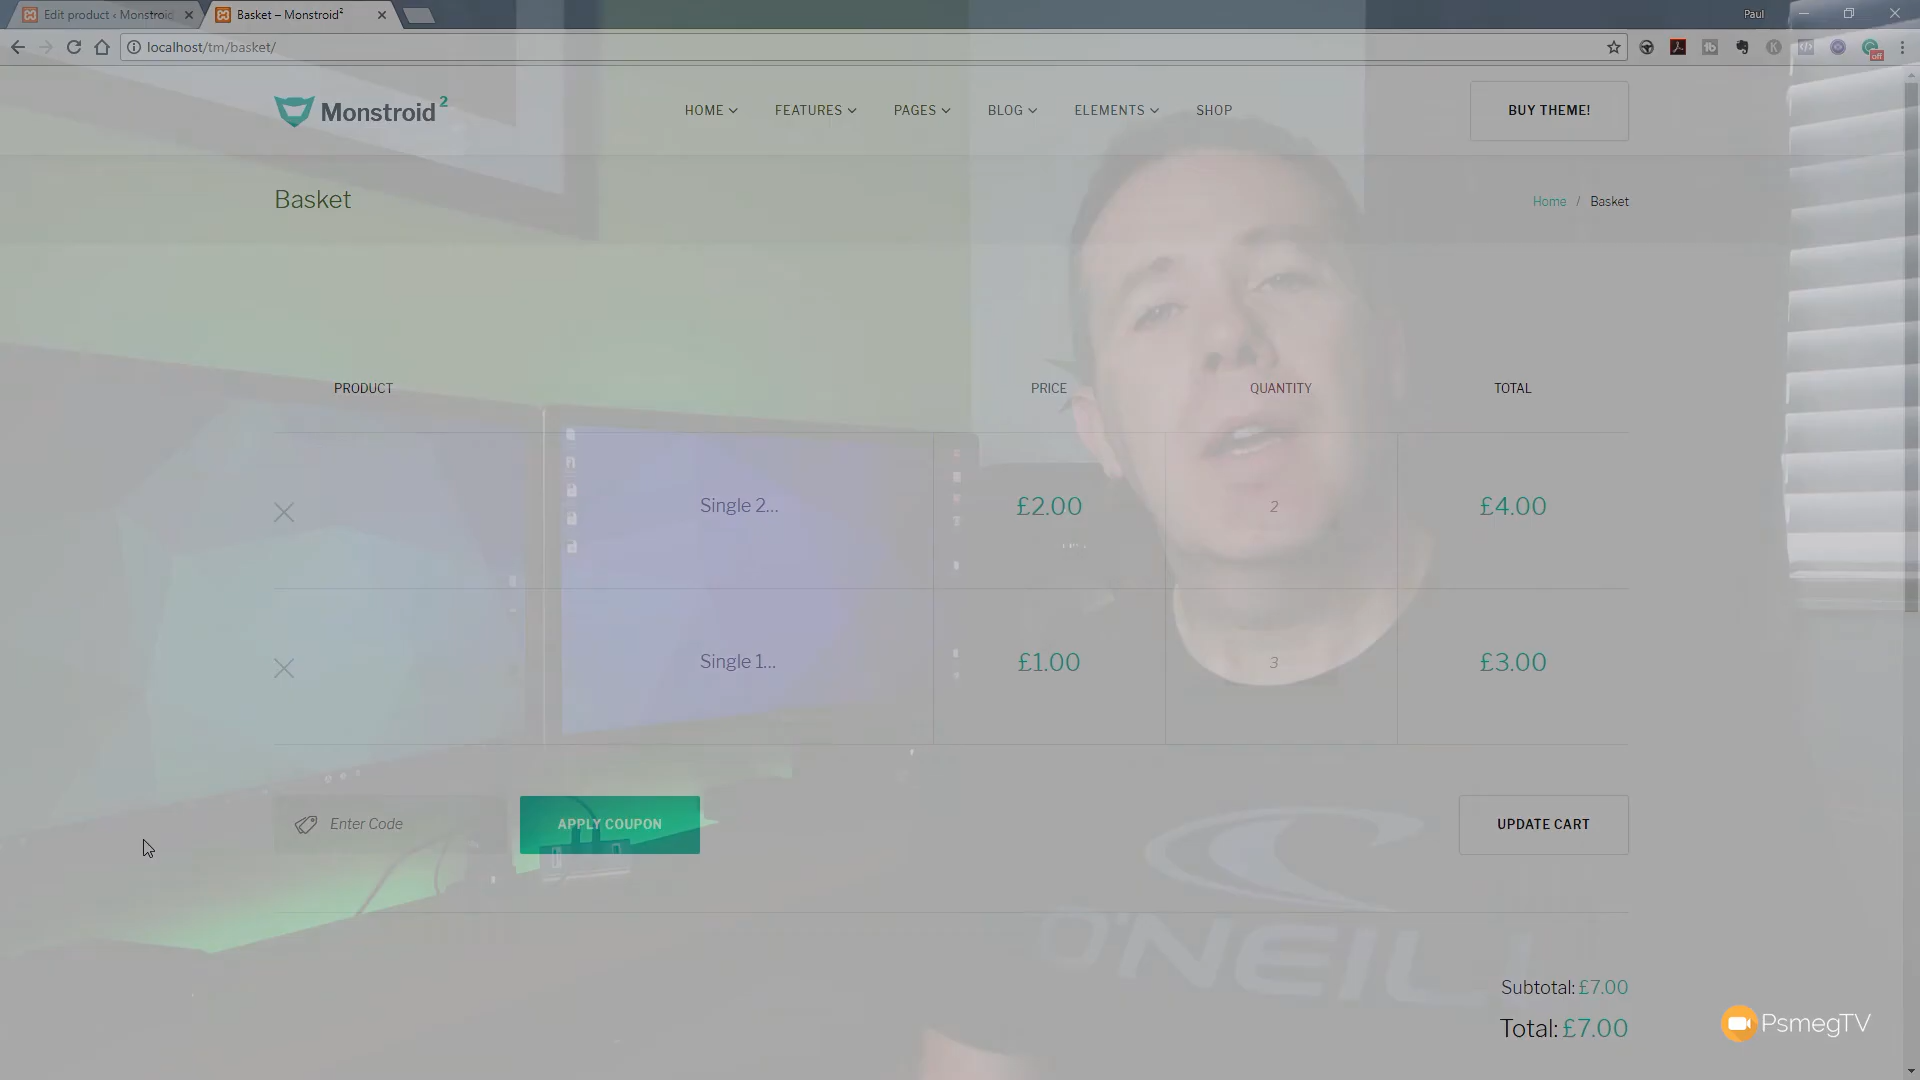 Edit product ‹ Monstroid
Basket – Monstroid²
Paul
localhost/tm/basket/
off
Monstroid²
HOME
FEATURES
PAGES
BLOG
ELEMENTS
SHOP
BUY THEME!
Basket
Home / Basket
PRODUCT
PRICE
QUANTITY
TOTAL
Single 2...
£2.00
2
£4.00
Single 1...
£1.00
3
£3.00
Enter Code
APPLY COUPON
UPDATE CART
O'NEILL
Subtotal: £7.00
Total: £7.00
PsmegTV